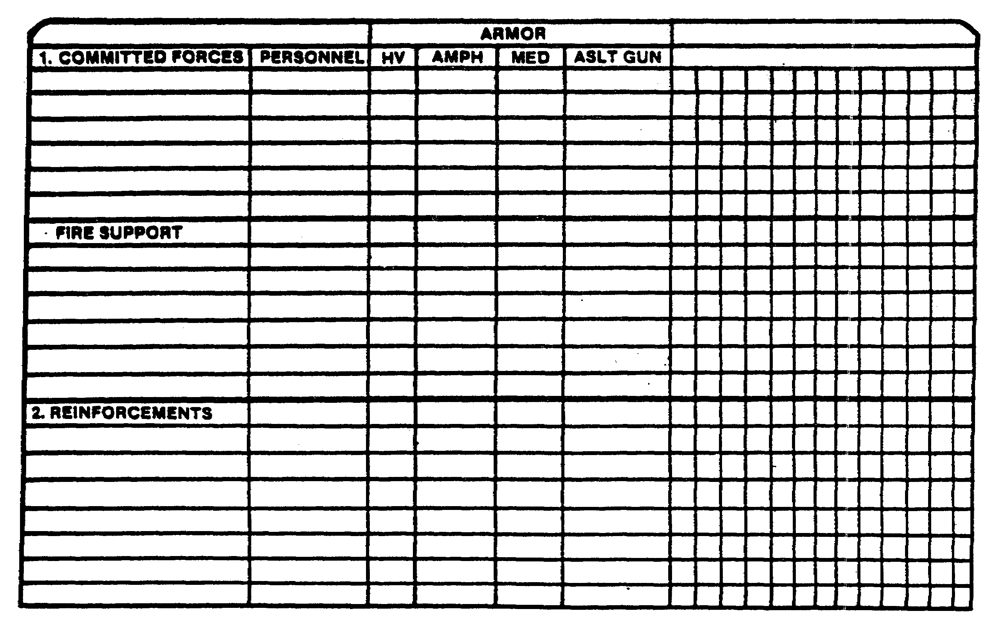 ARMOR
1. COMMITTED FORCES PERSONNEL HV AMPH MED ASLT GUN
FIRE SUPPORT
2. REINFORCEMENTS